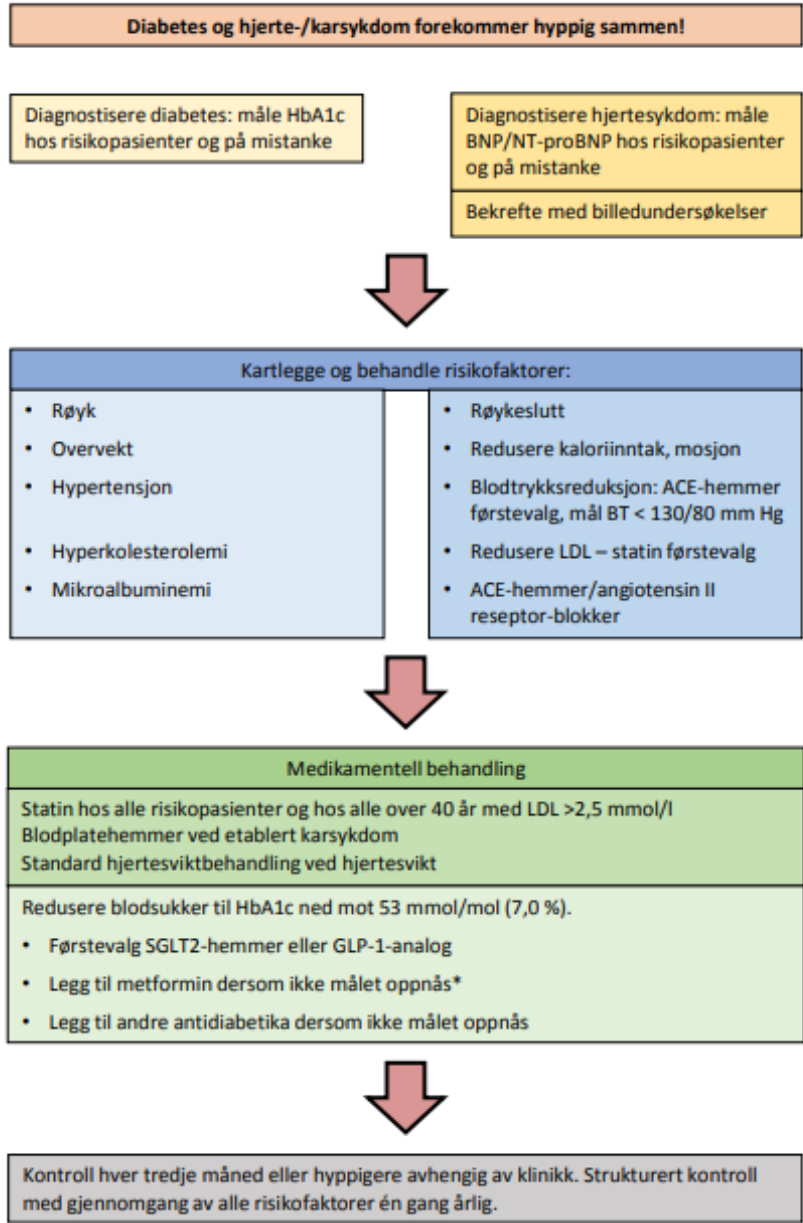 Diabetes og hjerte-/karsykdom forekommer hyppig sammen!
Diagnostisere diabetes: måle HbA1c
hos risikopasienter og på mistanke
Diagnostisere hjertesykdom: måle
BNP/NT-proBNP hos risikopasienter
og på mistanke
Bekrefte med billedundersøkelser
Kartlegge og behandle risikofaktorer:
• Røyk
• Overvekt
• Hypertensjon
• Hyperkolesterolemi
• Mikroalbuminemi
• Røykeslutt
• Redusere kaloriinntak, mosjon
• Blodtrykksreduksjon: ACE-hemmer
førstevalg, mål BT < 130/80 mm Hg
• Redusere LDL – statin førstevalg
• ACE-hemmer/angiotensin II
reseptor-blokker
Medikamentell behandling
Statin hos alle risikopasienter og hos alle over 40 år med LDL >2,5 mmol/l
Blodplatehemmer ved etablert karsykdom
Standard hjertesviktbehandling ved hjertesvikt
Redusere blodsukker til HbA1c ned mot 53 mmol/mol (7,0 %).
• Førstevalg SGLT2-hemmer eller GLP-1-analog
• Legg til metformin dersom ikke målet oppnås*
• Legg til andre antidiabetika dersom ikke målet oppnås
Kontroll hver tredje måned eller hyppigere avhengig av klinikk. Strukturert kontroll
med gjennomgang av alle risikofaktorer én gang årlig.